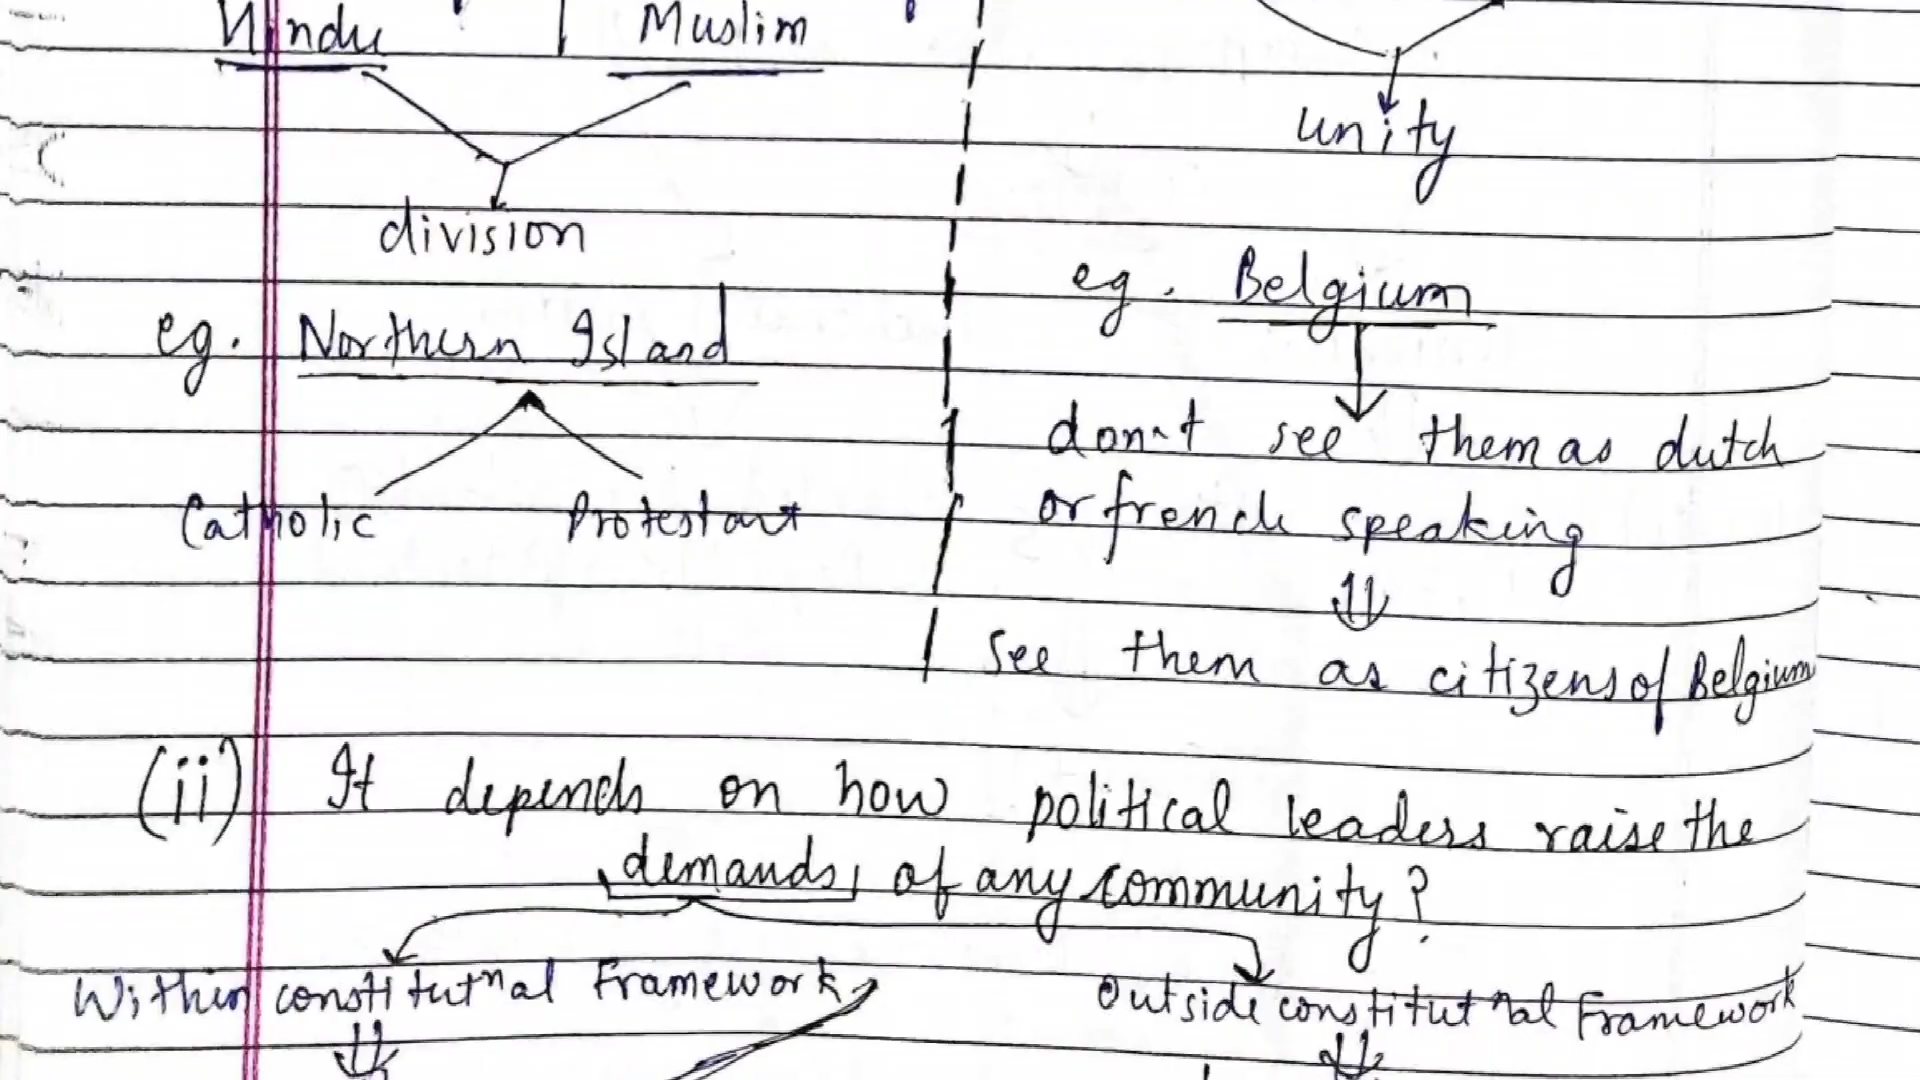 Hindu | Muslim
unity
division
eg. Belgium
eg. Northern Island
don't see them as dutch
or french speaking
Catholic Protestant
see them as citizens of Belgium
(ii) It depends on how political leaders raise the
demands of any community?
Within constitutnal Framework
Outside constitutnal Framework